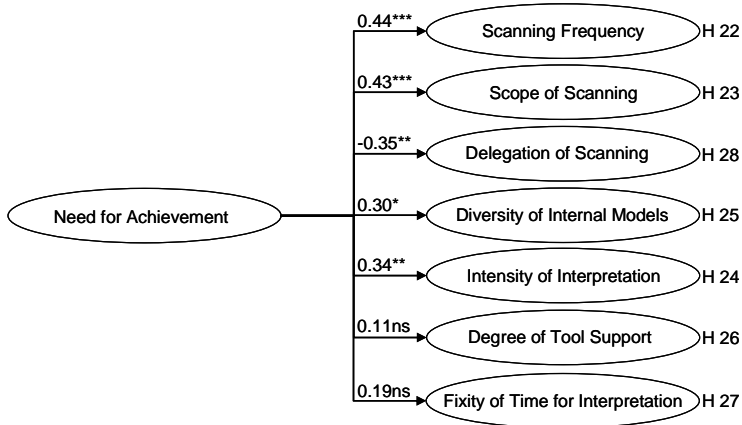 0.44***
Scanning Frequency
H 22
0.43***
Scope of Scanning
H 23
-0.35**
Delegation of Scanning
H 28
Need for Achievement
0.30*
Diversity of Internal Models
H 25
0.34**
Intensity of Interpretation
H 24
0.11ns
Degree of Tool Support
H 26
0.19ns
Fixity of Time for Interpretation
H 27